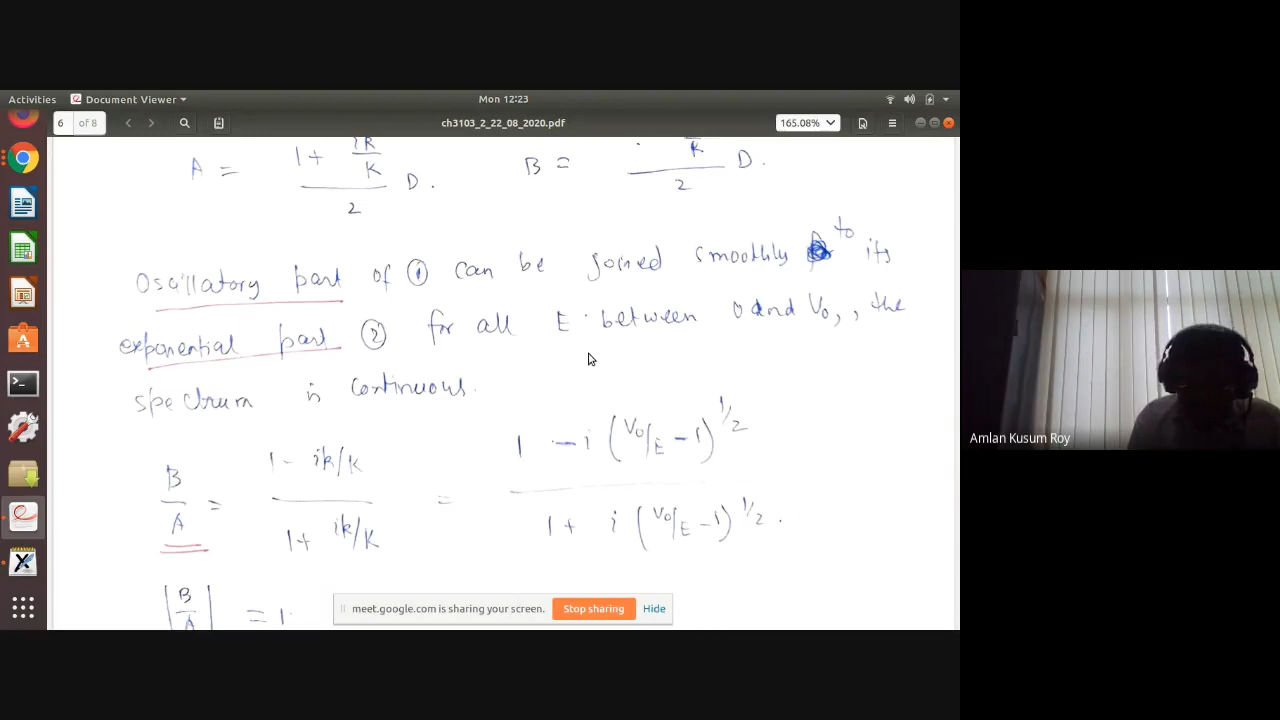 Activities Document Viewer Mon 12:23
6 of 8 ch3103_2_22_08_2020.pdf 165.08%
A = (1 + ik/K)/2 D. B = k/2 D.
Oscillatory part of ① can be joined smoothly to its
exponential part ② for all E between 0 and V₀,, the
spectrum is continuous.
B/A = (1 - ik/K)/(1 + ik/K) = (1 - i (V₀/E - 1)^1/2)/(1 + i (V₀/E - 1)^1/2).
|B/A| = 1.
meet.google.com is sharing your screen. Stop sharing Hide
Amlan Kusum Roy